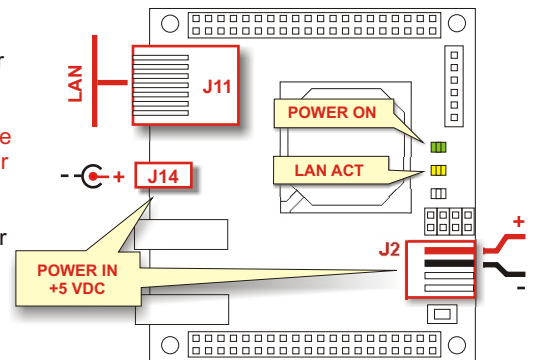 r
LAN
J11
POWER ON
e
r
LAN ACT
- + J14
r
+
J2
POWER IN
+5 VDC
-